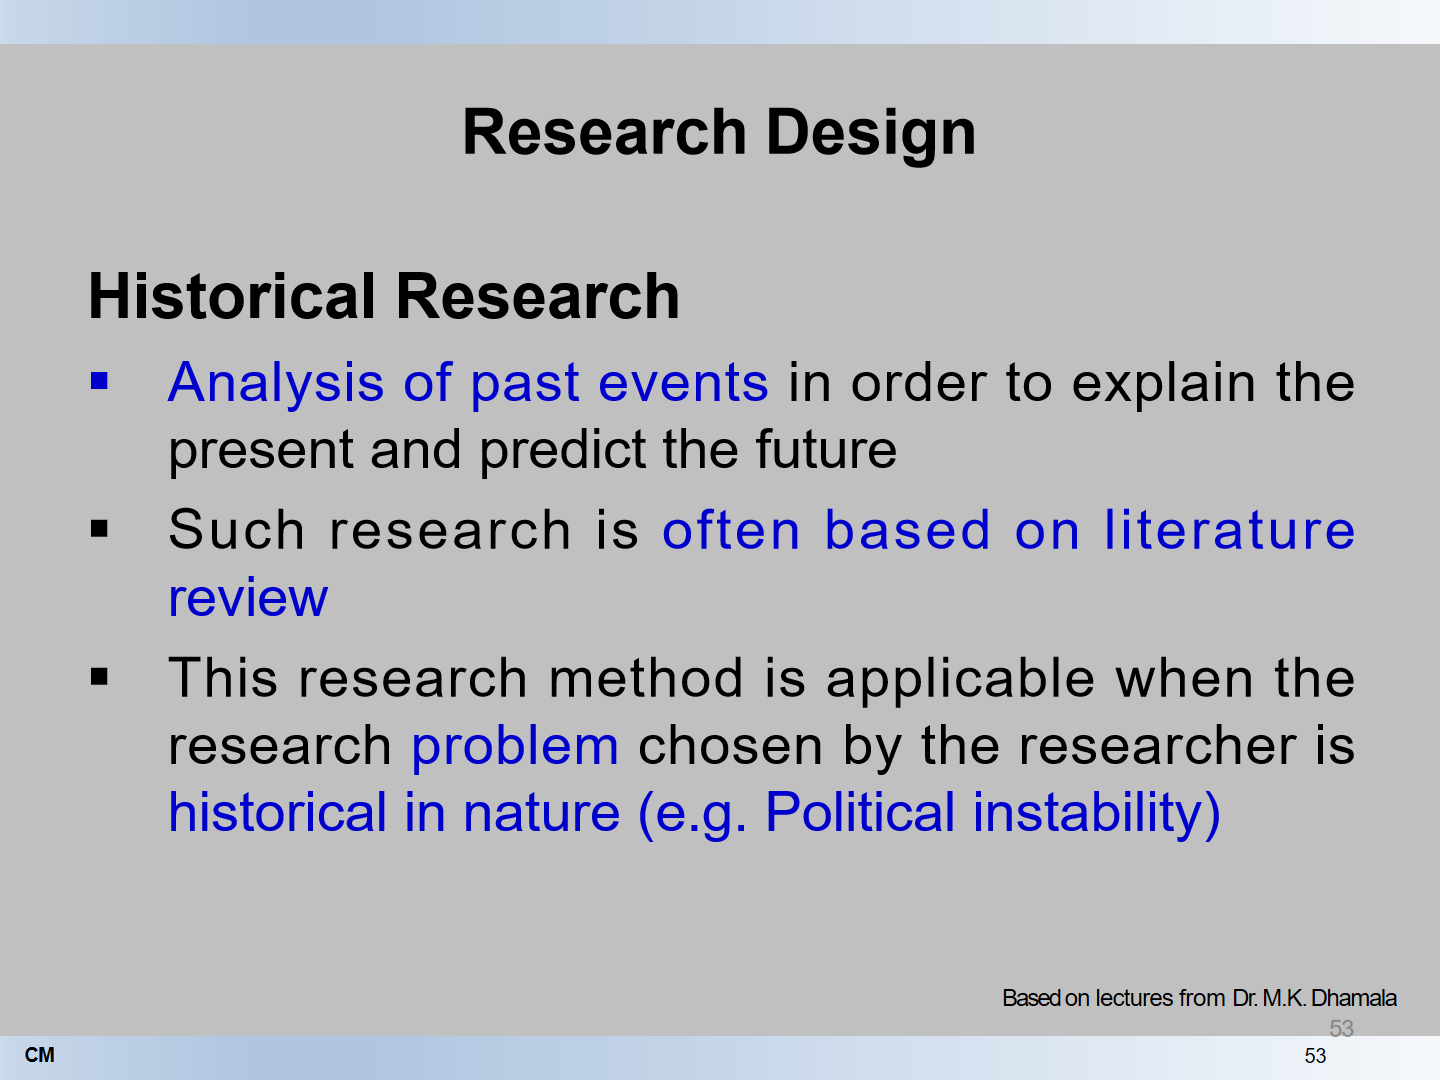 Research Design
Historical Research
▪ Analysis of past events in order to explain the
present and predict the future
▪ Such research is often based on literature
review
▪ This research method is applicable when the
research problem chosen by the researcher is
historical in nature (e.g. Political instability)
Based on lectures from Dr. M.K. Dhamala
53
CM
53